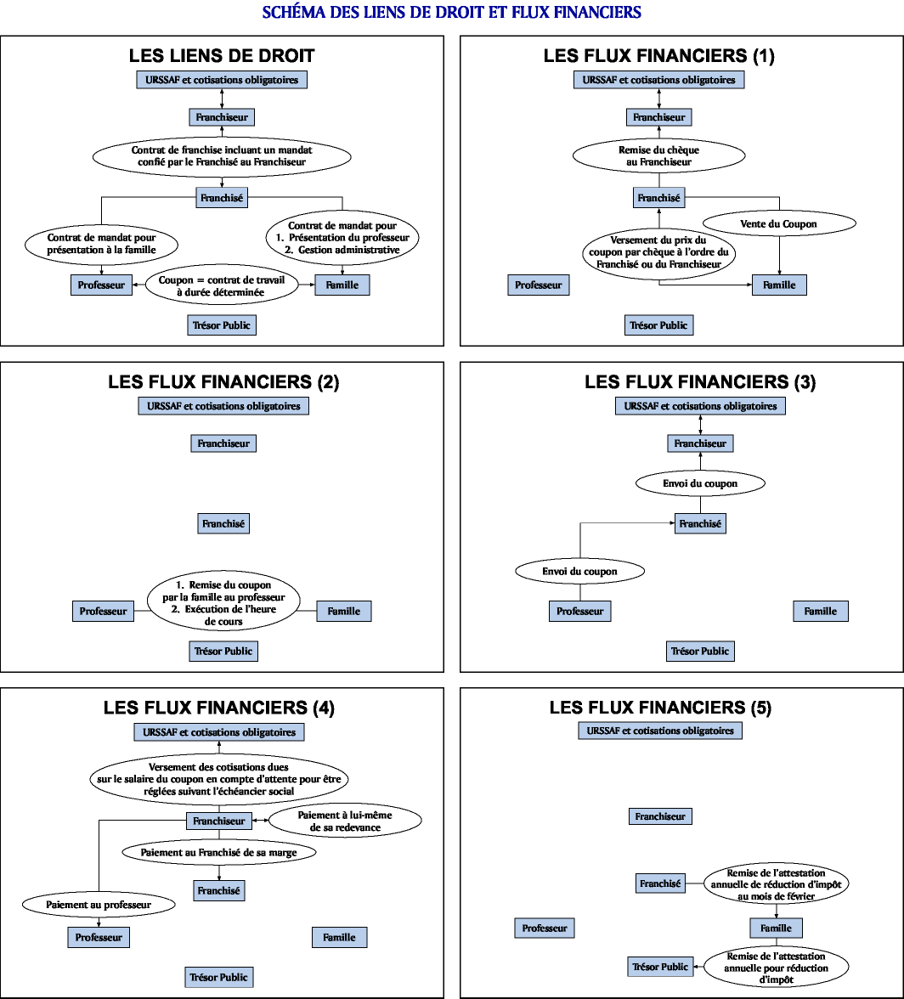 SCHÉMA DES LIENS DE DROIT ET FLUX FINANCIERS
LES LIENS DE DROIT
URSSAF et cotisations obligatoires
Franchiseur
Contrat de franchise incluant un mandat
confié par le Franchisé au Franchiseur
Franchisé
Contrat de mandat pour
présentation à la famille
Contrat de mandat pour
1. Présentation du professeur
2. Gestion administrative
Professeur
Coupon = contrat de travail
à durée déterminée
Famille
Trésor Public
LES FLUX FINANCIERS (1)
URSSAF et cotisations obligatoires
Franchiseur
Remise du chèque
au Franchiseur
Franchisé
Vente du Coupon
Versement du prix du
coupon par chèque à l'ordre du
Franchisé ou du Franchiseur
Professeur
Famille
Trésor Public
LES FLUX FINANCIERS (2)
URSSAF et cotisations obligatoires
Franchiseur
Franchisé
1. Remise du coupon
par la famille au professeur
2. Exécution de l'heure
de cours
Professeur
Famille
Trésor Public
LES FLUX FINANCIERS (3)
URSSAF et cotisations obligatoires
Franchiseur
Envoi du coupon
Franchisé
Envoi du coupon
Professeur
Famille
Trésor Public
LES FLUX FINANCIERS (4)
URSSAF et cotisations obligatoires
Versement des cotisations dues
sur le salaire du coupon en compte d'attente pour être
réglées suivant l'échéancier social
Franchiseur
Paiement à lui-même
de sa redevance
Paiement au Franchisé de sa marge
Franchisé
Paiement au professeur
Professeur
Famille
Trésor Public
LES FLUX FINANCIERS (5)
URSSAF et cotisations obligatoires
Franchiseur
Franchisé
Remise de l'attestation
annuelle de réduction d'impôt
au mois de février
Professeur
Famille
Trésor Public
Remise de l'attestation
annuelle pour réduction
d'impôt